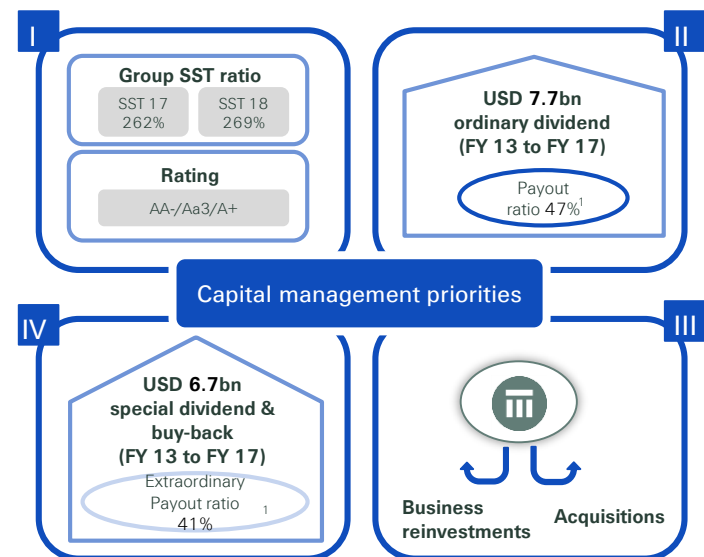 I
Group SST ratio
SST 17
262%
SST 18
269%
Rating
AA-/Aa3/A+
II
USD 7.7bn
ordinary dividend
(FY 13 to FY 17)
Payout
ratio 47%1
Capital management priorities
IV
USD 6.7bn
special dividend &
buy-back
(FY 13 to FY 17)
Extraordinary
Payout ratio 1
41%
III
Business
reinvestments
Acquisitions